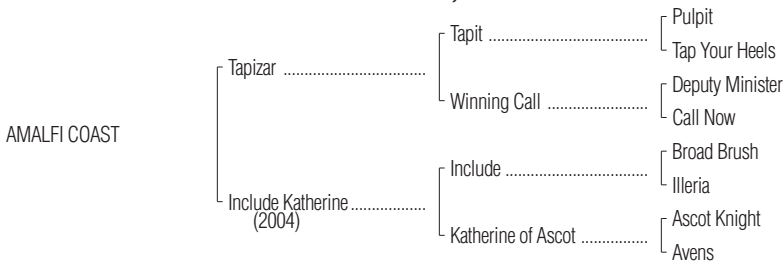 Pulpit
Tapit ........................................
Tap Your Heels
Tapizar ...................................
Deputy Minister
Winning Call .........................
Call Now
AMALFI COAST
Broad Brush
Include ....................................
Illeria
Include Katherine ..................
(2004)
Ascot Knight
Katherine of Ascot ................
Avens